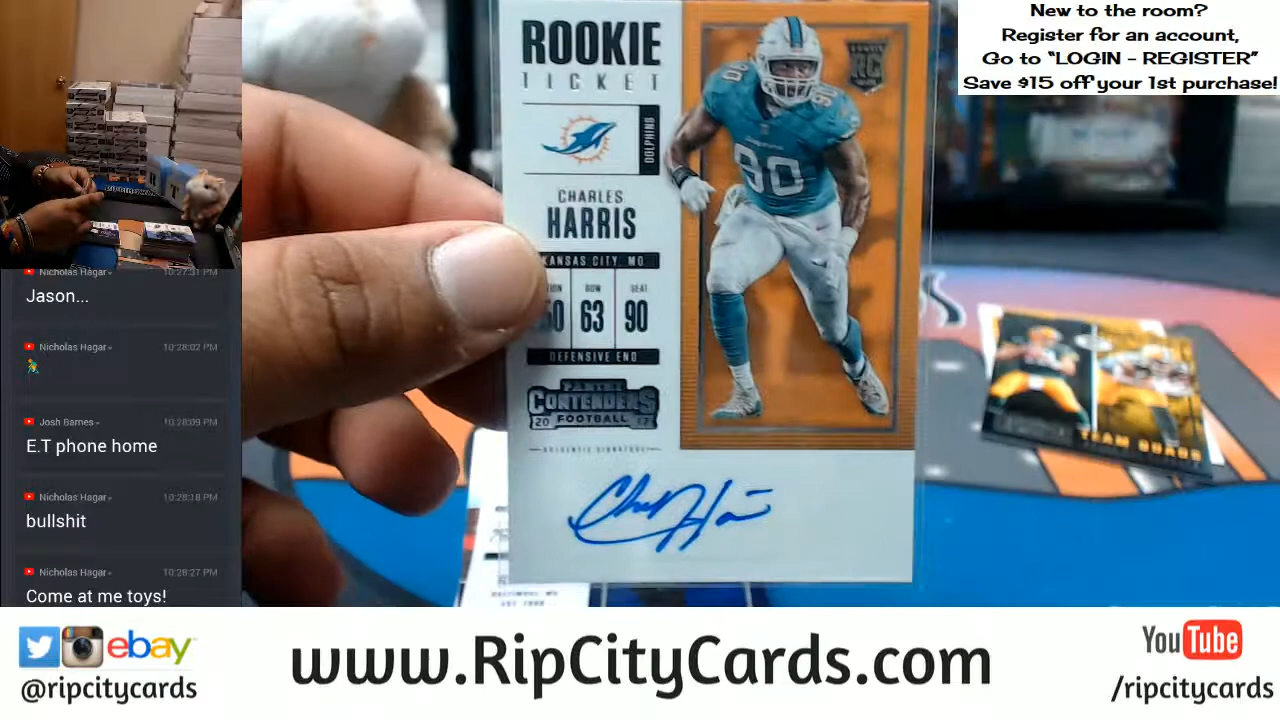 New to the room?
Register for an account,
Go to "LOGIN - REGISTER"
Save $15 off your 1st purchase!
ROOKIE
TICKET
DOLPHINS
CHARLES
HARRIS
KANSAS CITY, MO.
ROW
SEAT
63
90
DEFENSIVE END
PANINI
CONTENDERS
FOOTBALL
20 17
AUTHENTIC SIGNATURE
90
90
90
RC
TEAM QUADS
Nicholas Hagar
10:27:31 PM
Jason...
Nicholas Hagar
10:28:02 PM
Josh Barnes
10:28:09 PM
E.T phone home
Nicholas Hagar
10:28:18 PM
bullshit
Nicholas Hagar
10:28:27 PM
Come at me toys!
ebay
@ripcitycards
www.RipCityCards.com
YouTube
/ripcitycards